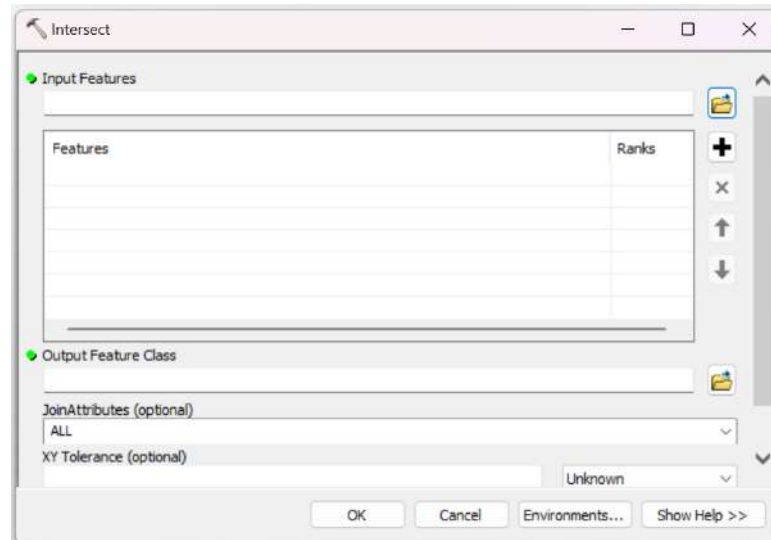 Intersect
Input Features
Features Ranks
Output Feature Class
JoinAttributes (optional)
ALL
XY Tolerance (optional)
Unknown
OK Cancel Environments... Show Help >>